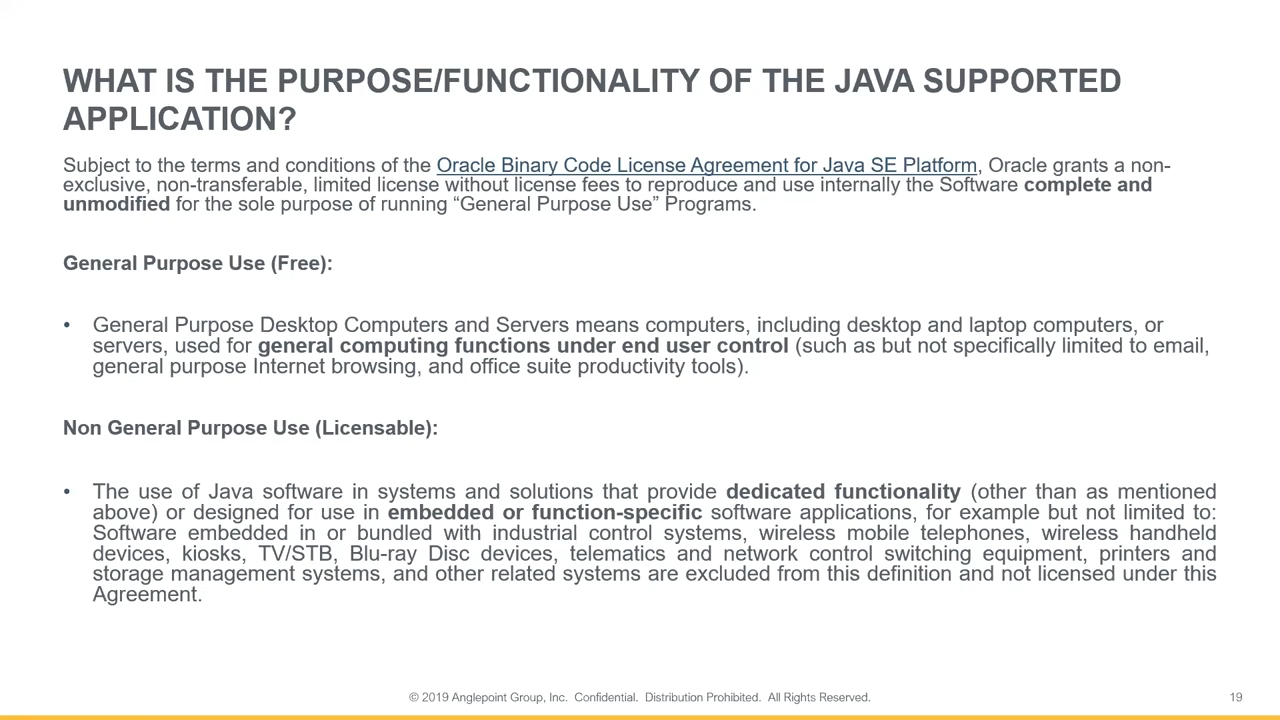 WHAT IS THE PURPOSE/FUNCTIONALITY OF THE JAVA SUPPORTED
APPLICATION?
Subject to the terms and conditions of the Oracle Binary Code License Agreement for Java SE Platform, Oracle grants a non-
exclusive, non-transferable, limited license without license fees to reproduce and use internally the Software complete and
unmodified for the sole purpose of running “General Purpose Use” Programs.
General Purpose Use (Free):
• General Purpose Desktop Computers and Servers means computers, including desktop and laptop computers, or
servers, used for general computing functions under end user control (such as but not specifically limited to email,
general purpose Internet browsing, and office suite productivity tools).
Non General Purpose Use (Licensable):
• The use of Java software in systems and solutions that provide dedicated functionality (other than as mentioned
above) or designed for use in embedded or function-specific software applications, for example but not limited to:
Software embedded in or bundled with industrial control systems, wireless mobile telephones, wireless handheld
devices, kiosks, TV/STB, Blu-ray Disc devices, telematics and network control switching equipment, printers and
storage management systems, and other related systems are excluded from this definition and not licensed under this
Agreement.
© 2019 Anglepoint Group, Inc. Confidential. Distribution Prohibited. All Rights Reserved.
19